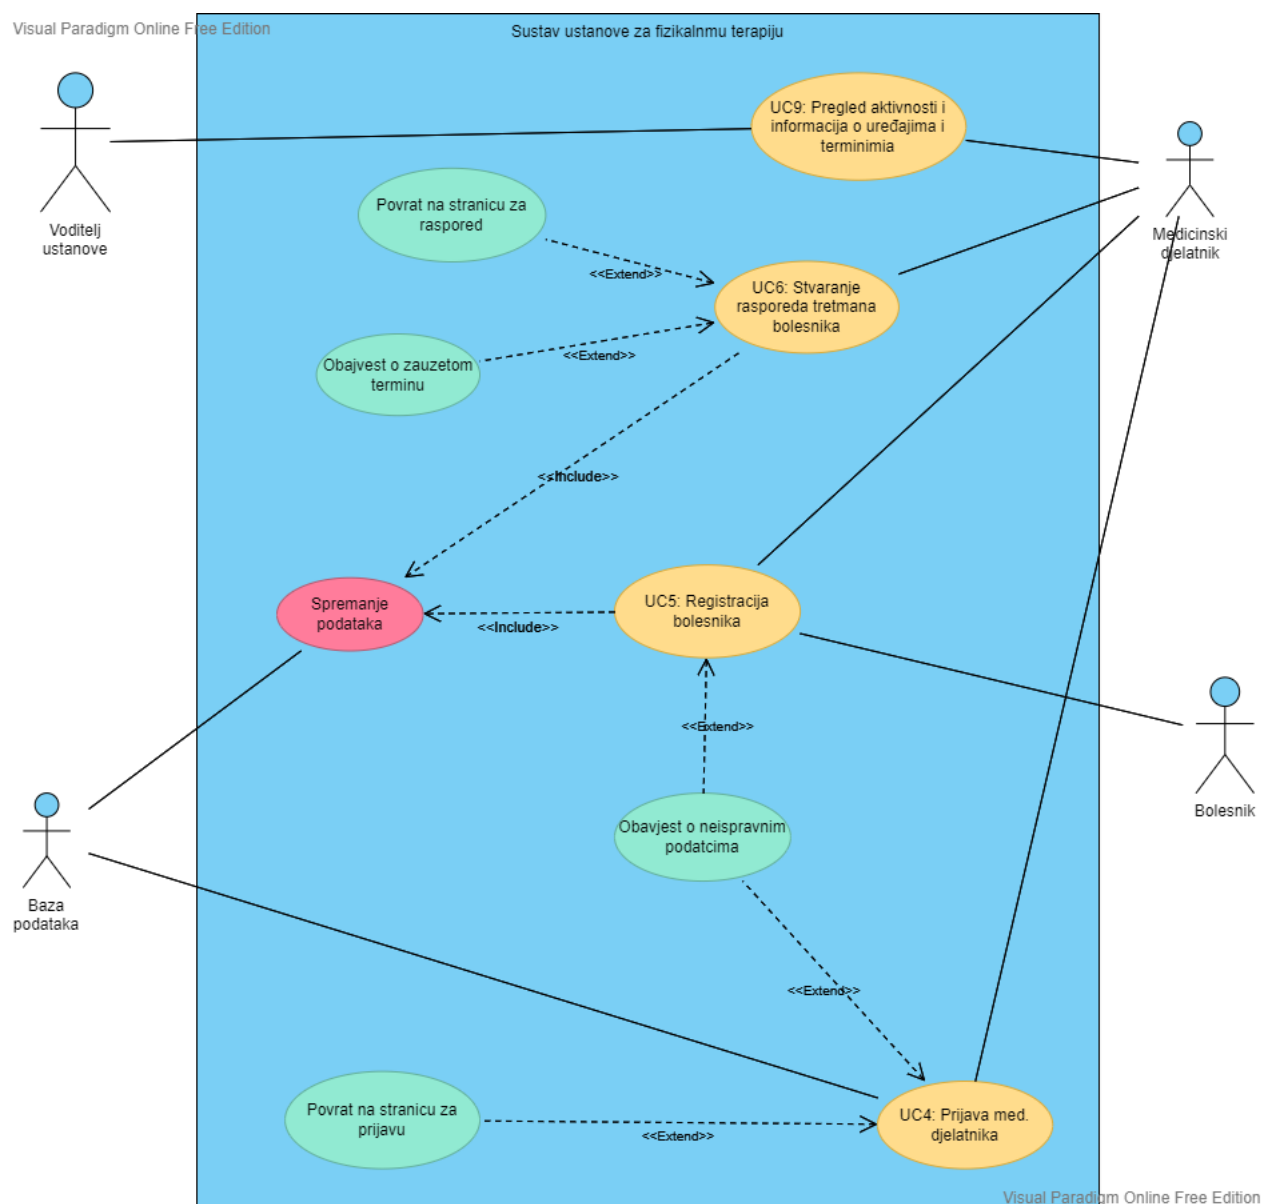 Visual Paradigm Online Free Edition
Sustav ustanove za fizikalnmu terapiju
UC9: Pregled aktivnosti i
informacija o uređajima i
terminimia
Voditelj
ustanove
Medicinski
djelatnik
Povrat na stranicu za
raspored
<<Extend>>
UC6: Stvaranje
rasporeda tretmana
bolesnika
Obajvest o zauzetom
terminu
<<Extend>>
<<Include>>
Spremanje
podataka
<<Include>>
UC5: Registracija
bolesnika
<<Extend>>
Bolesnik
Obavjest o neispravnim
podatcima
Baza
podataka
<<Extend>>
Povrat na stranicu za
prijavu
<<Extend>>
UC4: Prijava med.
djelatnika
Visual Paradigm Online Free Edition